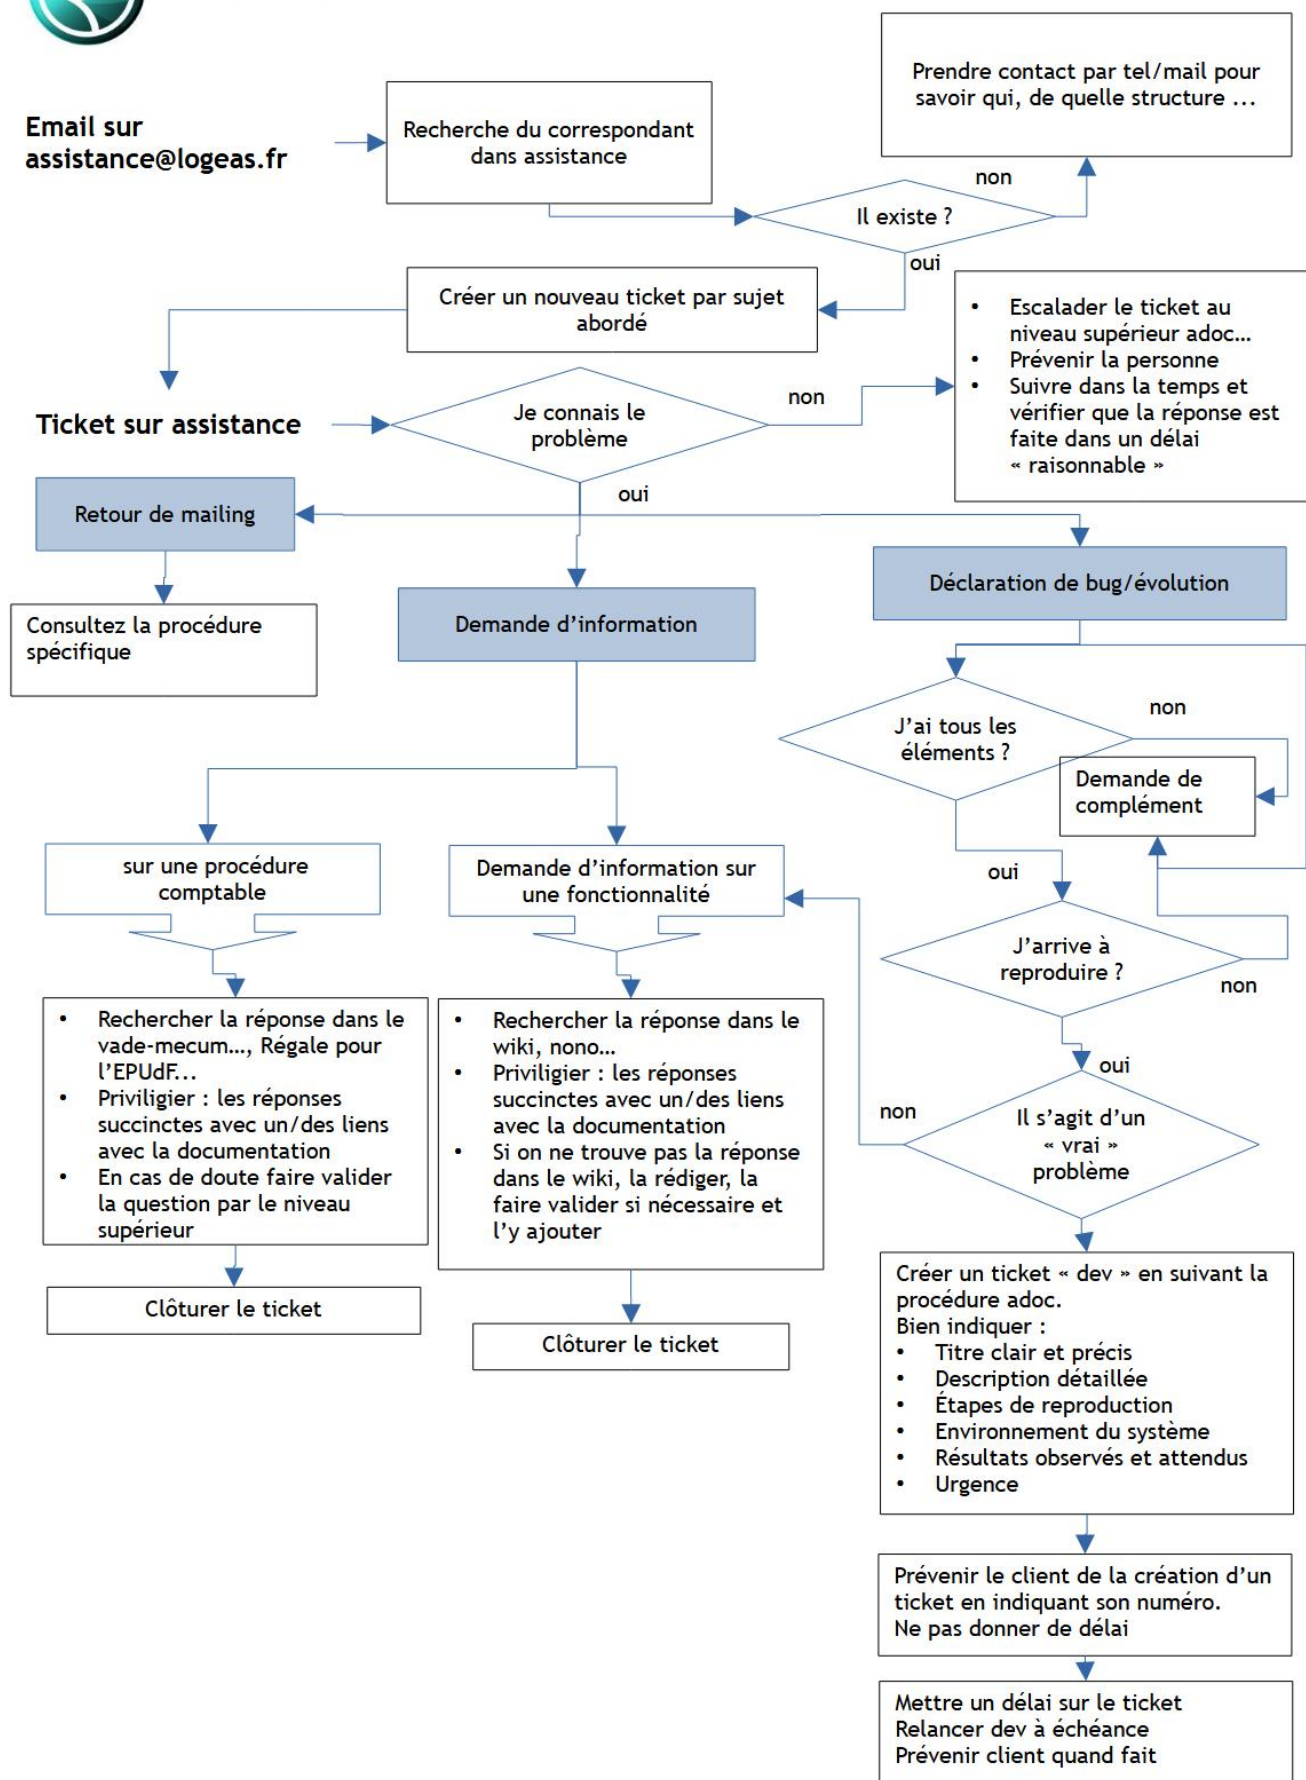 Prendre contact par tel/mail pour
savoir qui, de quelle structure ...
Email sur
assistance@logeas.fr
Recherche du correspondant
dans assistance
non
Il existe ?
oui
Créer un nouveau ticket par sujet
abordé
• Escalader le ticket au
niveau supérieur adoc…
• Prévenir la personne
• Suivre dans la temps et
vérifier que la réponse est
faite dans un délai
« raisonnable »
Ticket sur assistance
Je connais le
problème
non
oui
Retour de mailing
Consultez la procédure
spécifique
Demande d’information
Déclaration de bug/évolution
J’ai tous les
éléments ?
non
Demande de
complément
oui
sur une procédure
comptable
Demande d’information sur
une fonctionnalité
J’arrive à
reproduire ?
non
oui
• Rechercher la réponse dans le
vade-mecum…, Régale pour
l’EPUdF…
• Priviligier : les réponses
succinctes avec un/des liens
avec la documentation
• En cas de doute faire valider
la question par le niveau
supérieur
Clôturer le ticket
• Rechercher la réponse dans le
wiki, nono…
• Priviligier : les réponses
succinctes avec un/des liens
avec la documentation
• Si on ne trouve pas la réponse
dans le wiki, la rédiger, la
faire valider si nécessaire et
l’y ajouter
Clôturer le ticket
non
Il s’agit d’un
« vrai »
problème
Créer un ticket « dev » en suivant la
procédure adoc.
Bien indiquer :
• Titre clair et précis
• Description détaillée
• Étapes de reproduction
• Environnement du système
• Résultats observés et attendus
• Urgence
Prévenir le client de la création d’un
ticket en indiquant son numéro.
Ne pas donner de délai
Mettre un délai sur le ticket
Relancer dev à échéance
Prévenir client quand fait